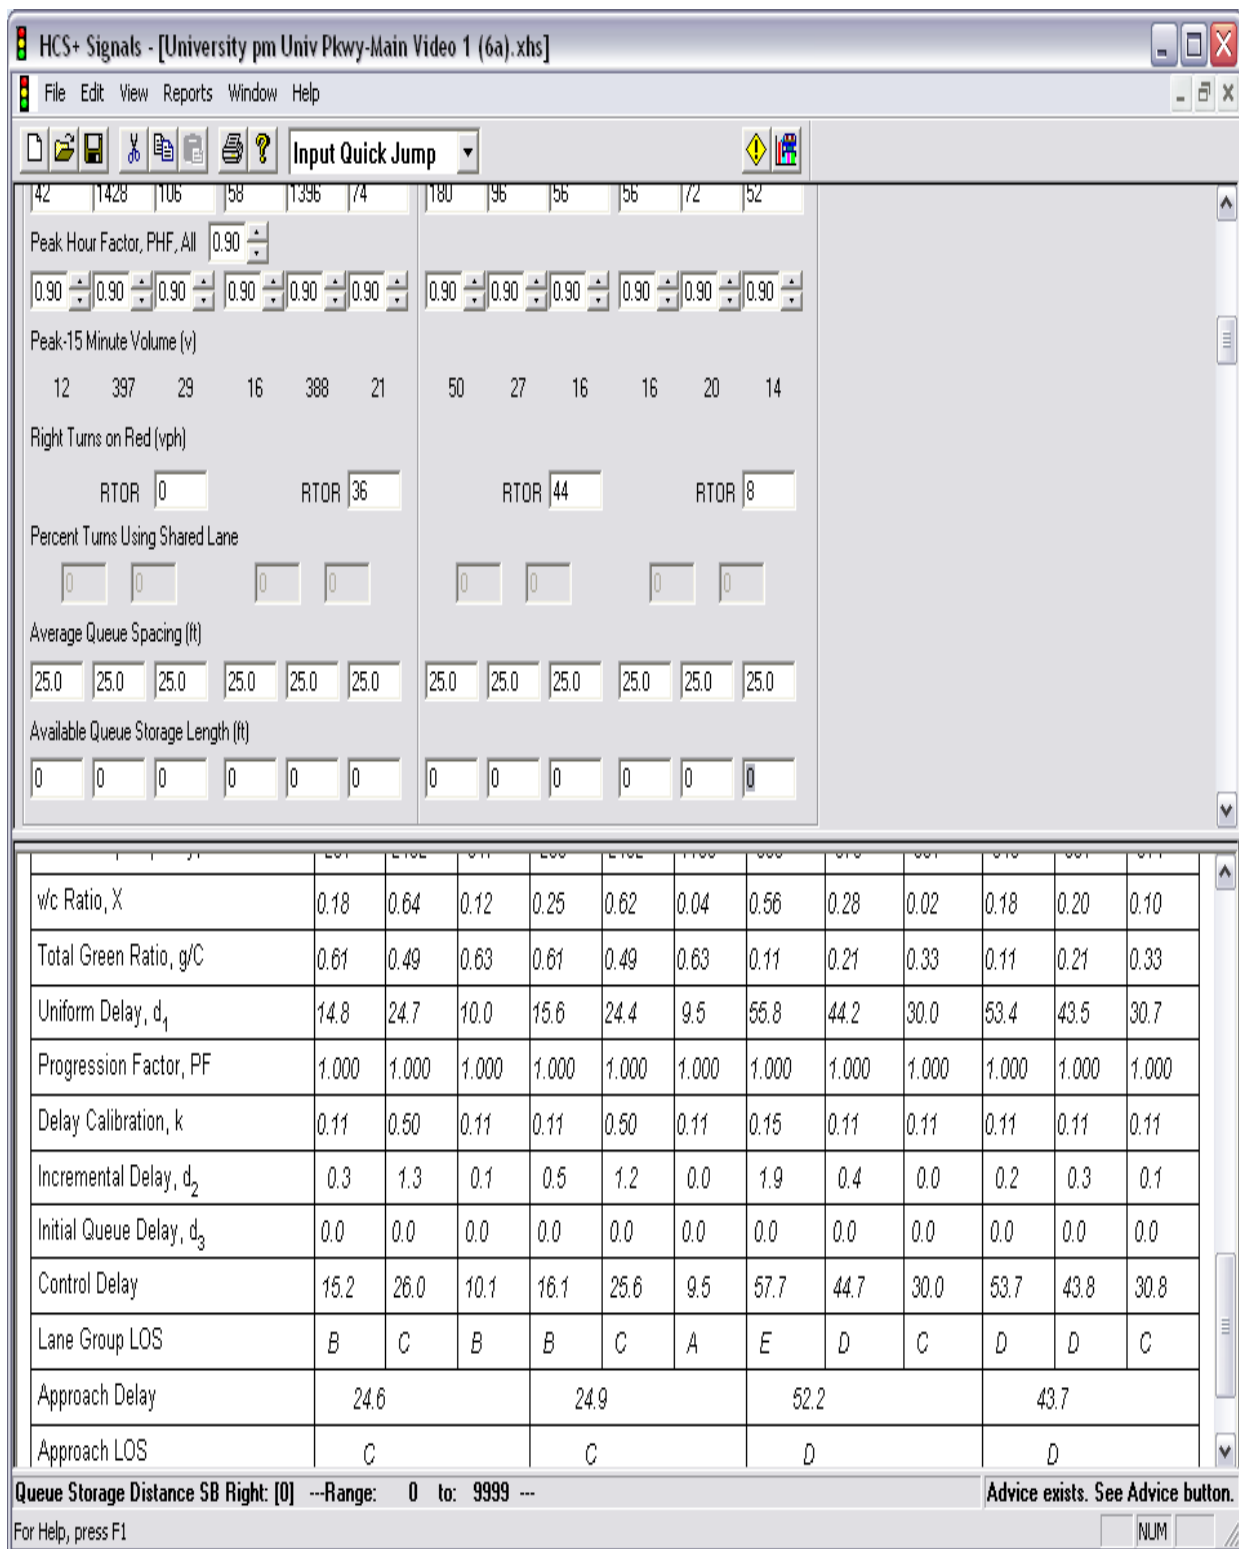 HCS+ Signals - [University pm Univ Pkwy-Main Video 1 (6a).xhs]
File Edit View Reports Window Help
Input Quick Jump
42 1428 106 58 1396 74 180 96 56 56 72 52
Peak Hour Factor, PHF, All 0.90
0.90 0.90 0.90 0.90 0.90 0.90 0.90 0.90 0.90 0.90 0.90 0.90
Peak-15 Minute Volume (v)
12 397 29 16 388 21 50 27 16 16 20 14
Right Turns on Red (vph)
RTOR 0 RTOR 36 RTOR 44 RTOR 8
Percent Turns Using Shared Lane
0 0 0 0 0 0 0 0
Average Queue Spacing (ft)
25.0 25.0 25.0 25.0 25.0 25.0 25.0 25.0 25.0 25.0 25.0 25.0
Available Queue Storage Length (ft)
0 0 0 0 0 0 0 0 0 0 0 0
v/c Ratio, X 0.18 0.64 0.12 0.25 0.62 0.04 0.56 0.28 0.02 0.18 0.20 0.10
Total Green Ratio, g/C 0.61 0.49 0.63 0.61 0.49 0.63 0.11 0.21 0.33 0.11 0.21 0.33
Uniform Delay, d1 14.8 24.7 10.0 15.6 24.4 9.5 55.8 44.2 30.0 53.4 43.5 30.7
Progression Factor, PF 1.000 1.000 1.000 1.000 1.000 1.000 1.000 1.000 1.000 1.000 1.000 1.000
Delay Calibration, k 0.11 0.50 0.11 0.11 0.50 0.11 0.15 0.11 0.11 0.11 0.11 0.11
Incremental Delay, d2 0.3 1.3 0.1 0.5 1.2 0.0 1.9 0.4 0.0 0.2 0.3 0.1
Initial Queue Delay, d3 0.0 0.0 0.0 0.0 0.0 0.0 0.0 0.0 0.0 0.0 0.0 0.0
Control Delay 15.2 26.0 10.1 16.1 25.6 9.5 57.7 44.7 30.0 53.7 43.8 30.8
Lane Group LOS B C B B C A E D C D D C
Approach Delay 24.6 24.9 52.2 43.7
Approach LOS C C D D
Queue Storage Distance SB Right: [0] ---Range: 0 to: 9999 --- Advice exists. See Advice button.
For Help, press F1 NUM